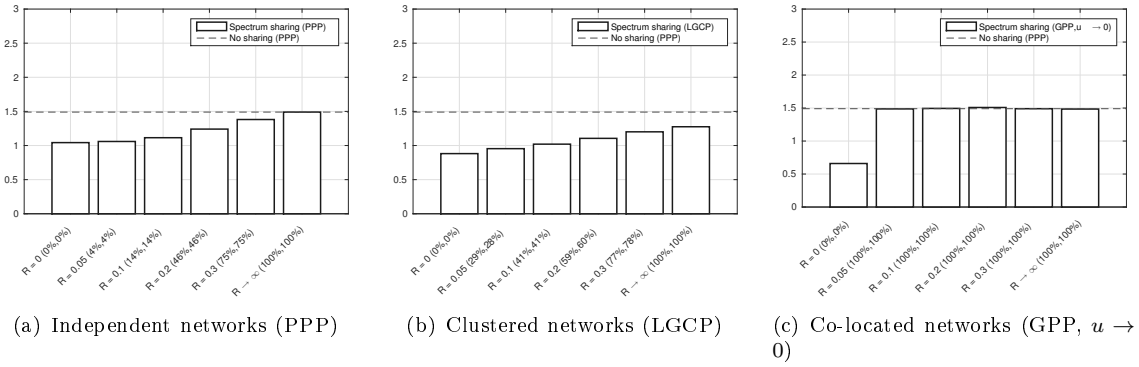 3
2.5
2
1.5
1
0.5
0
Spectrum sharing (PPP)
No sharing (PPP)
R = 0 (0%,0%)
R = 0.05 (4%,4%)
R = 0.1 (14%,14%)
R = 0.2 (46%,46%)
R = 0.3 (75%,75%)
R → ∞ (100%,100%)
(a) Independent networks (PPP)
3
2.5
2
1.5
1
0.5
0
Spectrum sharing (LGCP)
No sharing (PPP)
R = 0 (0%,0%)
R = 0.05 (29%,28%)
R = 0.1 (41%,41%)
R = 0.2 (59%,60%)
R = 0.3 (77%,78%)
R → ∞ (100%,100%)
(b) Clustered networks (LGCP)
3
2.5
2
1.5
1
0.5
0
Spectrum sharing (GPP,u → 0)
No sharing (PPP)
R = 0 (0%,0%)
R = 0.05 (100%,100%)
R = 0.1 (100%,100%)
R = 0.2 (100%,100%)
R = 0.3 (100%,100%)
R → ∞ (100%,100%)
(c) Co-located networks (GPP, u →
0)